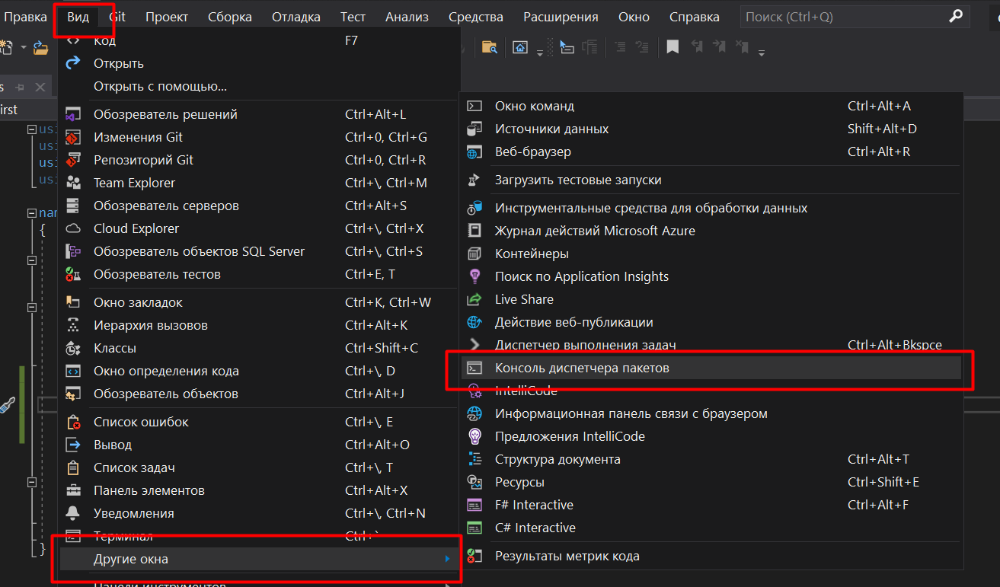 Правка Вид Git Проект Сборка Отладка Тест Анализ Средства Расширения Окно Справка Поиск (Ctrl+Q)
Код F7
Открыть
Открыть с помощью...
Обозреватель решений Ctrl+Alt+L
Изменения Git Ctrl+0, Ctrl+G
Репозиторий Git Ctrl+0, Ctrl+R
Team Explorer Ctrl+\, Ctrl+M
Обозреватель серверов Ctrl+Alt+S
Cloud Explorer Ctrl+\, Ctrl+X
Обозреватель объектов SQL Server Ctrl+\, Ctrl+S
Обозреватель тестов Ctrl+E, T
Окно закладок Ctrl+K, Ctrl+W
Иерархия вызовов Ctrl+Alt+K
Классы Ctrl+Shift+C
Окно определения кода Ctrl+\, D
Обозреватель объектов Ctrl+Alt+J
Список ошибок Ctrl+\, E
Вывод Ctrl+Alt+O
Список задач Ctrl+\, T
Панель элементов Ctrl+Alt+X
Уведомления Ctrl+\, Ctrl+N
Терминал Ctrl+`
Другие окна
Панели инструментов
Окно команд Ctrl+Alt+A
Источники данных Shift+Alt+D
Веб-браузер Ctrl+Alt+R
Загрузить тестовые запуски
Инструментальные средства для обработки данных
Журнал действий Microsoft Azure
Контейнеры
Поиск по Application Insights
Live Share
Действие веб-публикации
Диспетчер выполнения задач Ctrl+Alt+Bkspce
Консоль диспетчера пакетов
IntelliCode
Информационная панель связи с браузером
Предложения IntelliCode
Структура документа Ctrl+Alt+T
Ресурсы Ctrl+Shift+E
F# Interactive Ctrl+Alt+F
C# Interactive
Результаты метрик кода
s
irst
usi
usi
usi
usi
nar
{
}